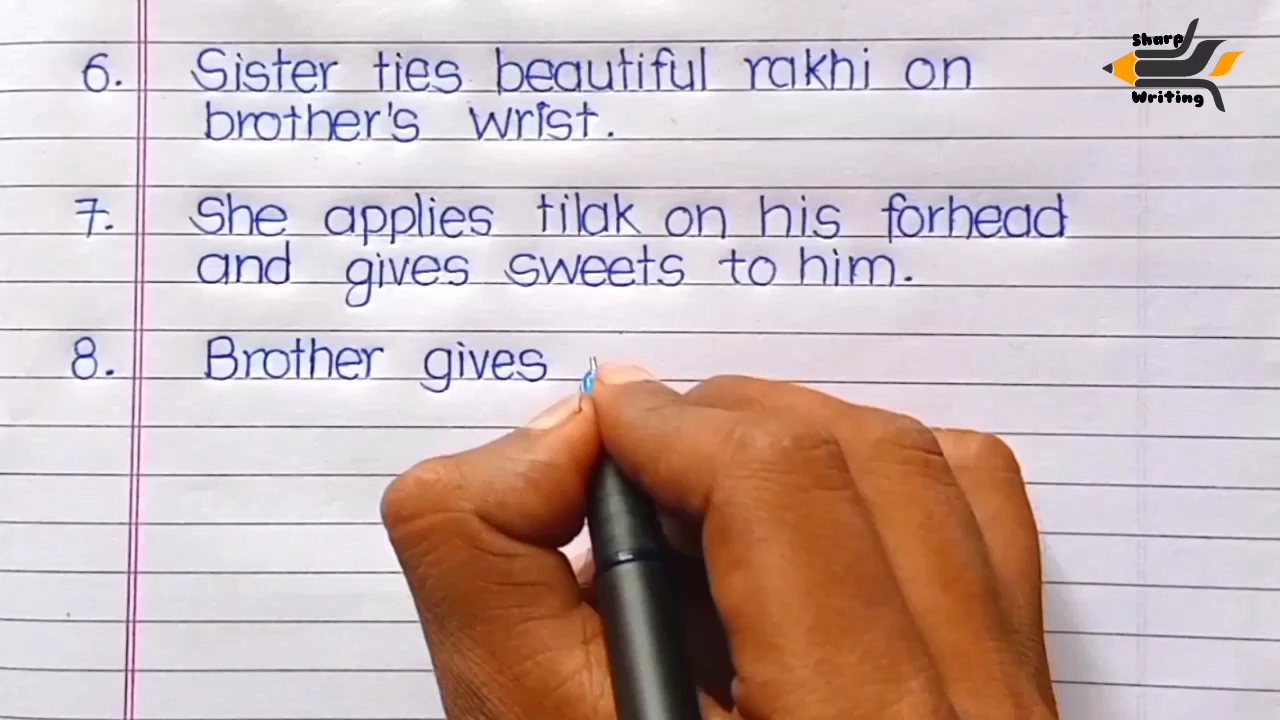 Sharp
Writing
6. Sister ties beautiful rakhi on
brother's wrist.
7. She applies tilak on his forhead
and gives sweets to him.
8. Brother gives